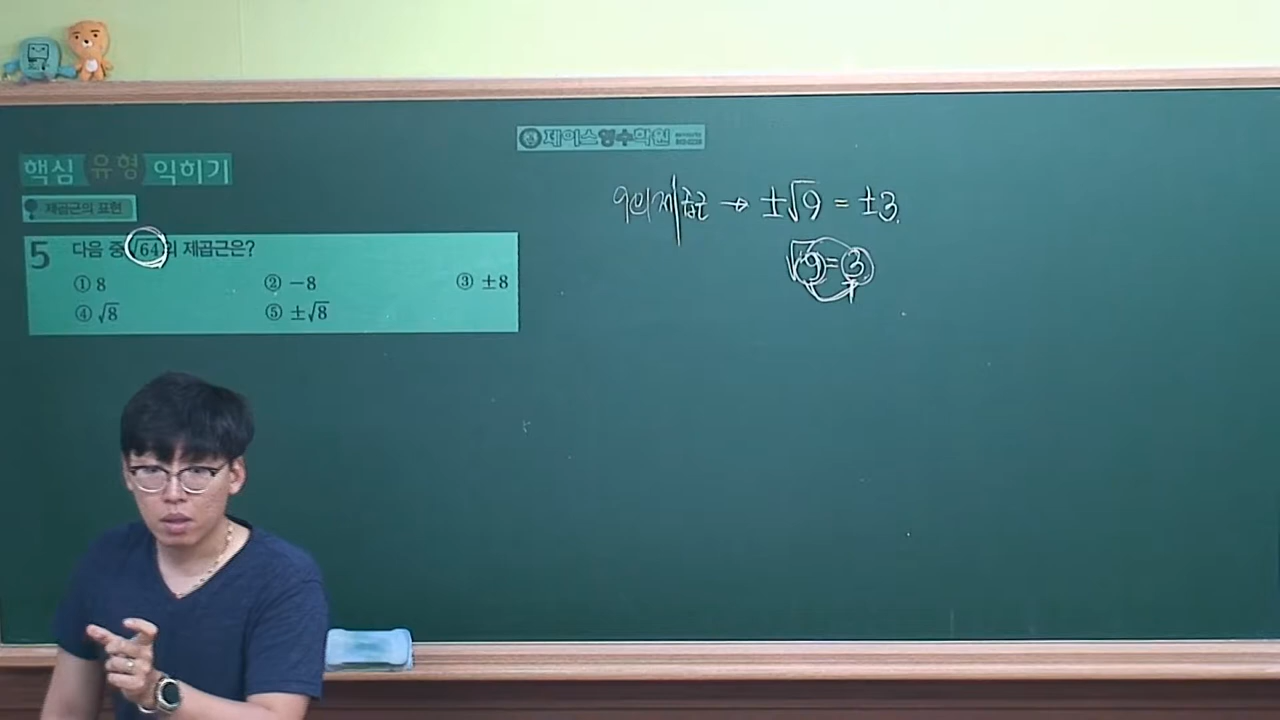 제이스영수학원
핵심 유형 익히기
제곱근의 표현
5 다음 중 √64의 제곱근은?
① 8 ② −8 ③ ±8
④ √8 ⑤ ±√8
9의 제곱근 → ±√9 = ±3.
√9 = 3